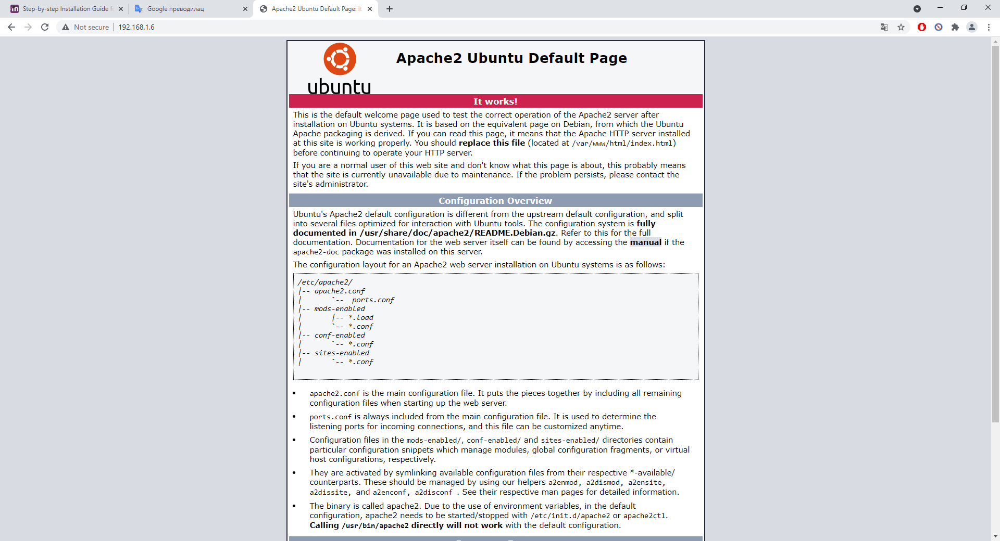 Step-by-step Installation Guide f
Google преводилац
Apache2 Ubuntu Default Page: It
Not secure
192.168.1.6
ubuntu
Apache2 Ubuntu Default Page
It works!
This is the default welcome page used to test the correct operation of the Apache2 server after
installation on Ubuntu systems. It is based on the equivalent page on Debian, from which the Ubuntu
Apache packaging is derived. If you can read this page, it means that the Apache HTTP server installed
at this site is working properly. You should replace this file (located at /var/www/html/index.html)
before continuing to operate your HTTP server.
If you are a normal user of this web site and don't know what this page is about, this probably means
that the site is currently unavailable due to maintenance. If the problem persists, please contact the
site's administrator.
Configuration Overview
Ubuntu's Apache2 default configuration is different from the upstream default configuration, and split
into several files optimized for interaction with Ubuntu tools. The configuration system is fully
documented in /usr/share/doc/apache2/README.Debian.gz. Refer to this for the full
documentation. Documentation for the web server itself can be found by accessing the manual if the
apache2-doc package was installed on this server.
The configuration layout for an Apache2 web server installation on Ubuntu systems is as follows:
/etc/apache2/
|-- apache2.conf
|       `--  ports.conf
|-- mods-enabled
|       |-- *.load
|       `-- *.conf
|-- conf-enabled
|       `-- *.conf
|-- sites-enabled
|       `-- *.conf
• apache2.conf is the main configuration file. It puts the pieces together by including all remaining
configuration files when starting up the web server.
• ports.conf is always included from the main configuration file. It is used to determine the
listening ports for incoming connections, and this file can be customized anytime.
• Configuration files in the mods-enabled/, conf-enabled/ and sites-enabled/ directories contain
particular configuration snippets which manage modules, global configuration fragments, or virtual
host configurations, respectively.
• They are activated by symlinking available configuration files from their respective *-available/
counterparts. These should be managed by using our helpers a2enmod, a2dismod, a2ensite,
a2dissite, and a2enconf, a2disconf . See their respective man pages for detailed information.
• The binary is called apache2. Due to the use of environment variables, in the default
configuration, apache2 needs to be started/stopped with /etc/init.d/apache2 or apache2ctl.
Calling /usr/bin/apache2 directly will not work with the default configuration.